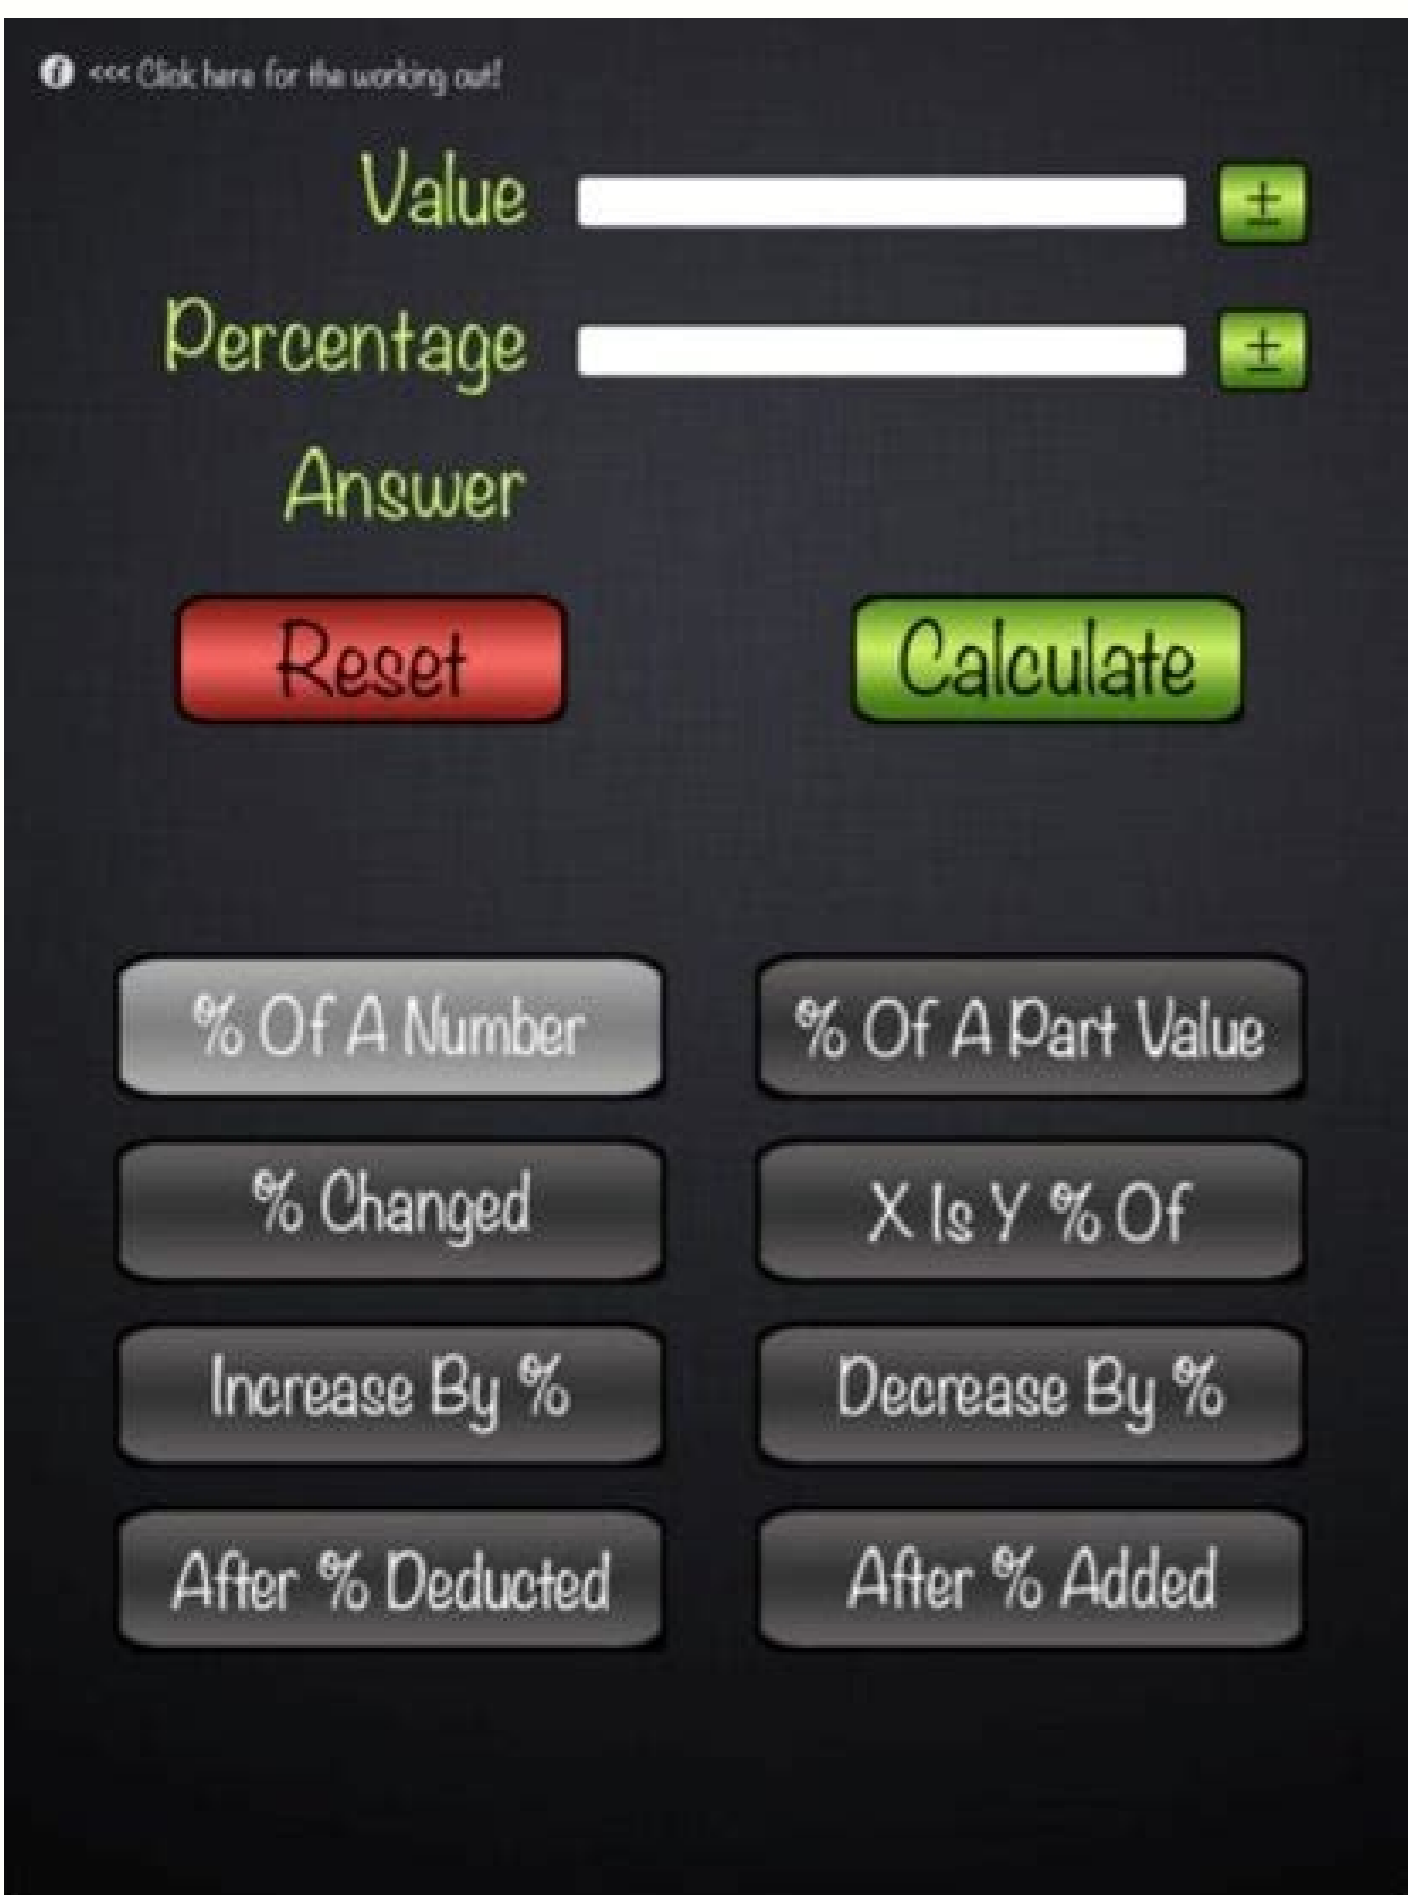 i <<< Click here for the working out!
Value ±
Percentage ±
Answer
Reset Calculate
% Of A Number % Of A Part Value
% Changed X Is Y % Of
Increase By % Decrease By %
After % Deducted After % Added